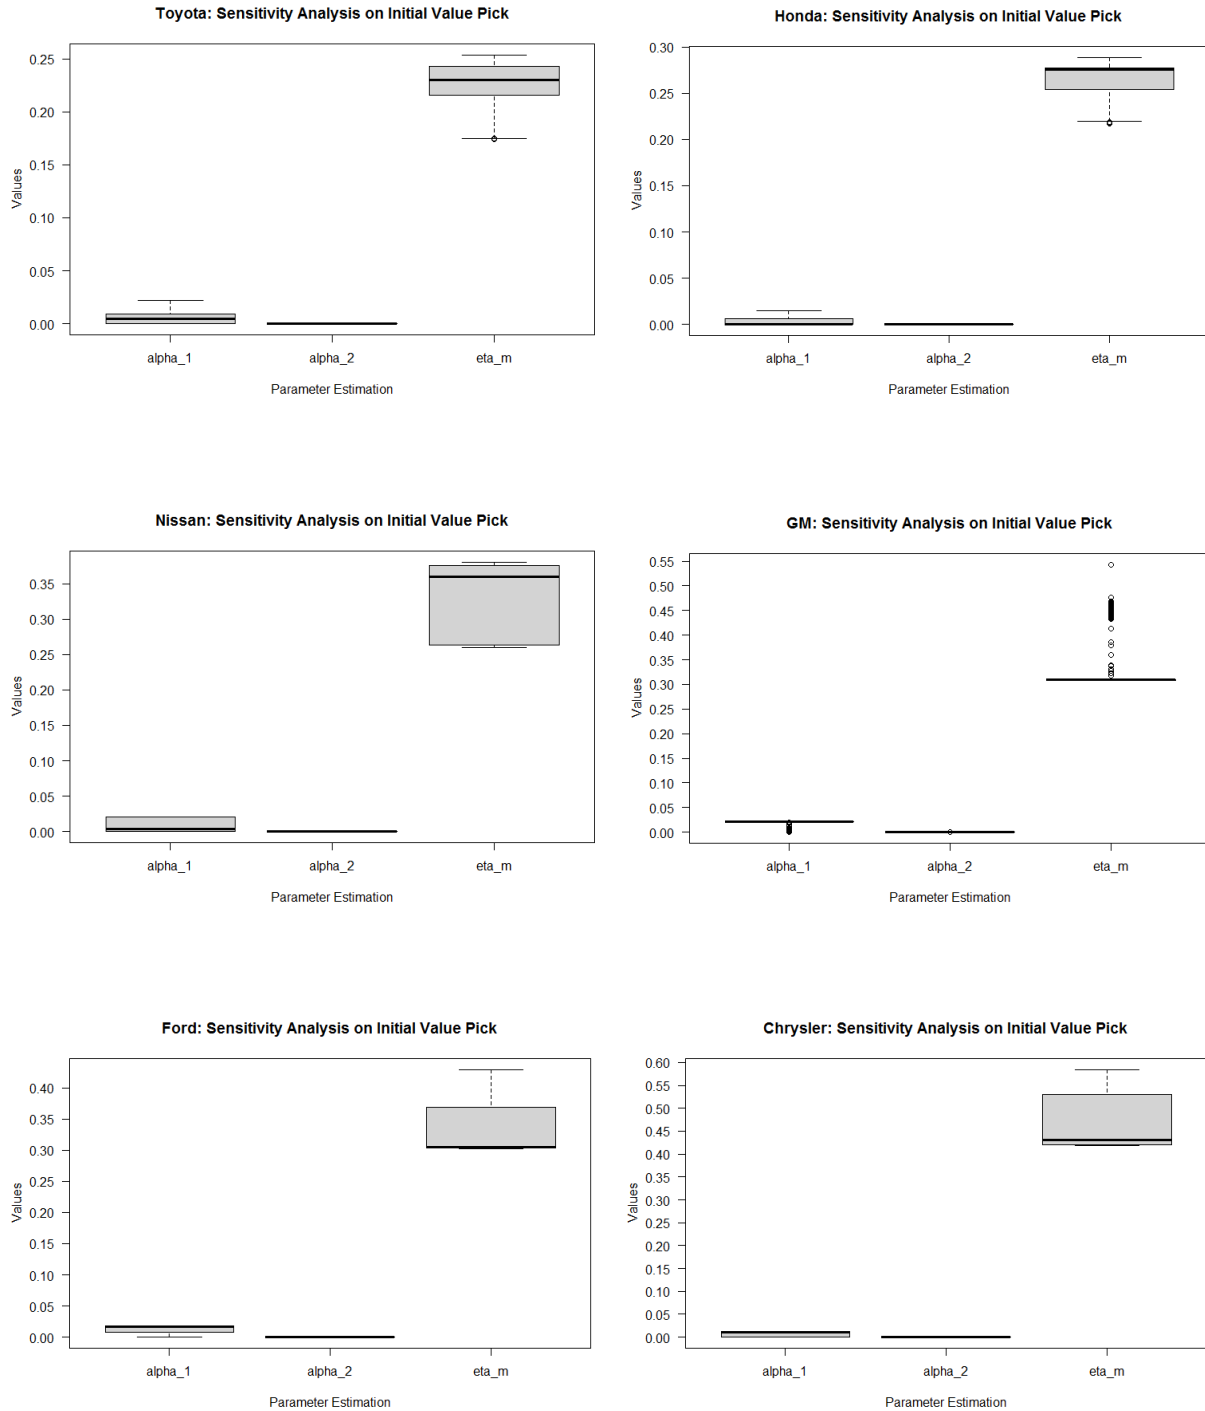 Toyota: Sensitivity Analysis on Initial Value Pick
Values
0.25
0.20
0.15
0.10
0.05
0.00
alpha_1 alpha_2 eta_m
Parameter Estimation
Honda: Sensitivity Analysis on Initial Value Pick
Values
0.30
0.25
0.20
0.15
0.10
0.05
0.00
alpha_1 alpha_2 eta_m
Parameter Estimation
Nissan: Sensitivity Analysis on Initial Value Pick
Values
0.35
0.30
0.25
0.20
0.15
0.10
0.05
0.00
alpha_1 alpha_2 eta_m
Parameter Estimation
GM: Sensitivity Analysis on Initial Value Pick
Values
0.55
0.50
0.45
0.40
0.35
0.30
0.25
0.20
0.15
0.10
0.05
0.00
alpha_1 alpha_2 eta_m
Parameter Estimation
Ford: Sensitivity Analysis on Initial Value Pick
Values
0.40
0.35
0.30
0.25
0.20
0.15
0.10
0.05
0.00
alpha_1 alpha_2 eta_m
Parameter Estimation
Chrysler: Sensitivity Analysis on Initial Value Pick
Values
0.60
0.55
0.50
0.45
0.40
0.35
0.30
0.25
0.20
0.15
0.10
0.05
0.00
alpha_1 alpha_2 eta_m
Parameter Estimation